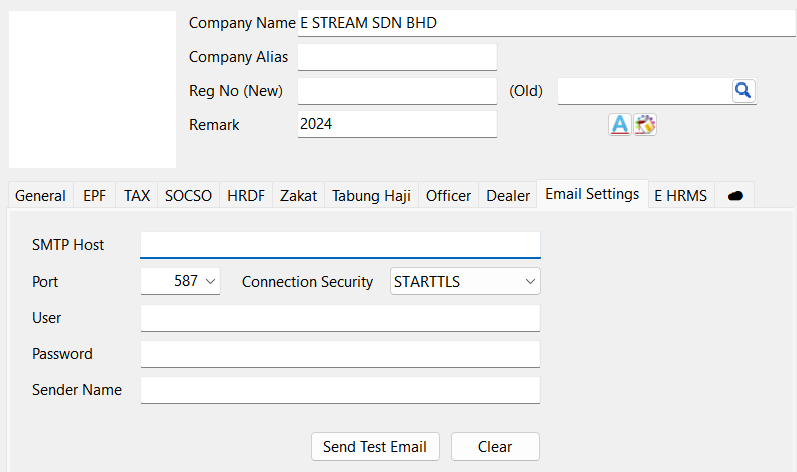 Company Name E STREAM SDN BHD
Company Alias
Reg No (New) (Old)
Remark 2024 A
General EPF TAX SOCSO HRDF Zakat Tabung Haji Officer Dealer Email Settings E HRMS
SMTP Host
Port 587 Connection Security STARTTLS
User
Password
Sender Name
Send Test Email Clear